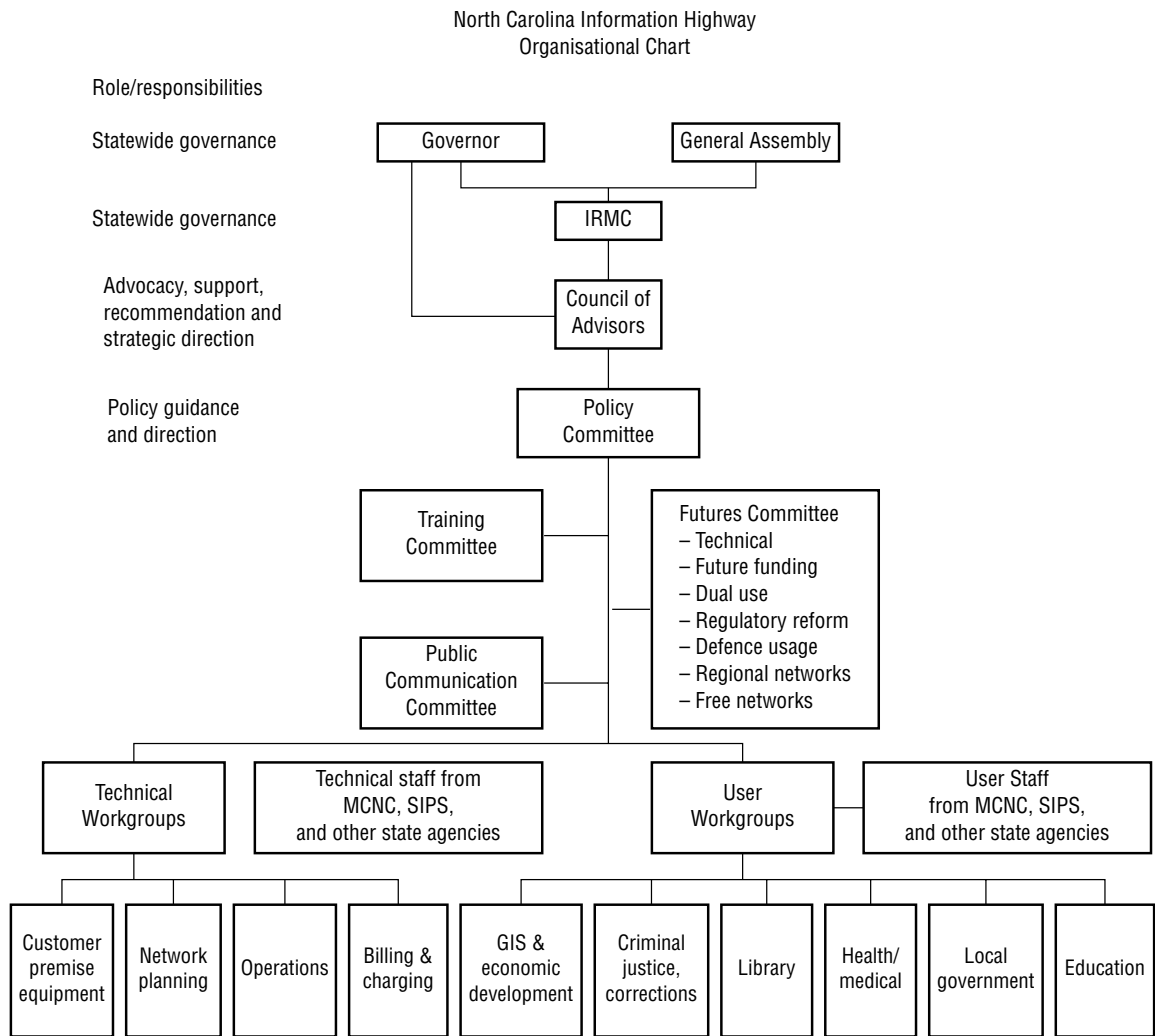 North Carolina Information Highway
Organisational Chart
Role/responsibilities
Statewide governance
Governor
General Assembly
Statewide governance
IRMC
Advocacy, support,
recommendation and
strategic direction
Council of
Advisors
Policy guidance
and direction
Policy
Committee
Training
Committee
Futures Committee
– Technical
– Future funding
– Dual use
– Regulatory reform
– Defence usage
– Regional networks
– Free networks
Public
Communication
Committee
Technical
Workgroups
Technical staff from
MCNC, SIPS,
and other state agencies
User
Workgroups
User Staff
from MCNC, SIPS,
and other state agencies
Customer
premise
equipment
Network
planning
Operations
Billing &
charging
GIS &
economic
development
Criminal
justice,
corrections
Library
Health/
medical
Local
government
Education